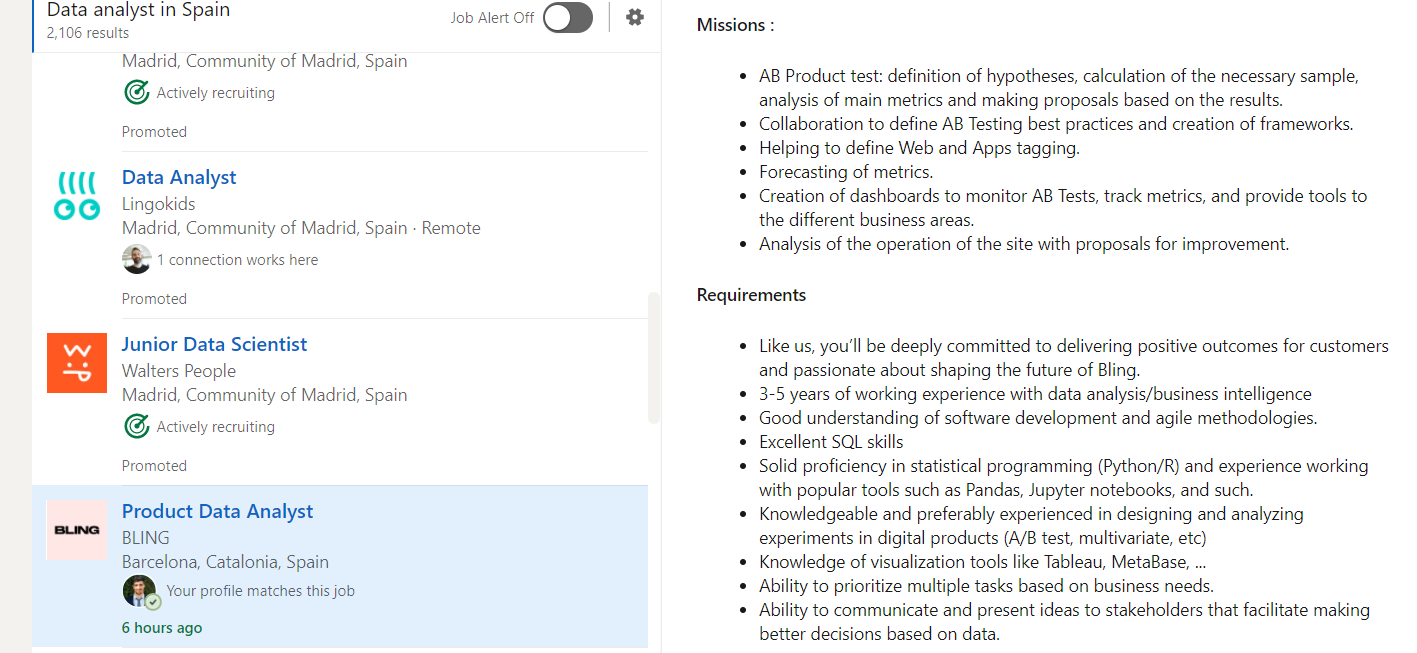 Data analyst in Spain
2,106 results
Job Alert Off
Madrid, Community of Madrid, Spain
Actively recruiting
Promoted
Data Analyst
Lingokids
Madrid, Community of Madrid, Spain · Remote
1 connection works here
Promoted
Junior Data Scientist
Walters People
Madrid, Community of Madrid, Spain
Actively recruiting
Promoted
BLING
Product Data Analyst
BLING
Barcelona, Catalonia, Spain
Your profile matches this job
6 hours ago
Missions :
• AB Product test: definition of hypotheses, calculation of the necessary sample,
analysis of main metrics and making proposals based on the results.
• Collaboration to define AB Testing best practices and creation of frameworks.
• Helping to define Web and Apps tagging.
• Forecasting of metrics.
• Creation of dashboards to monitor AB Tests, track metrics, and provide tools to
the different business areas.
• Analysis of the operation of the site with proposals for improvement.
Requirements
• Like us, you’ll be deeply committed to delivering positive outcomes for customers
and passionate about shaping the future of Bling.
• 3-5 years of working experience with data analysis/business intelligence
• Good understanding of software development and agile methodologies.
• Excellent SQL skills
• Solid proficiency in statistical programming (Python/R) and experience working
with popular tools such as Pandas, Jupyter notebooks, and such.
• Knowledgeable and preferably experienced in designing and analyzing
experiments in digital products (A/B test, multivariate, etc)
• Knowledge of visualization tools like Tableau, MetaBase, ...
• Ability to prioritize multiple tasks based on business needs.
• Ability to communicate and present ideas to stakeholders that facilitate making
better decisions based on data.